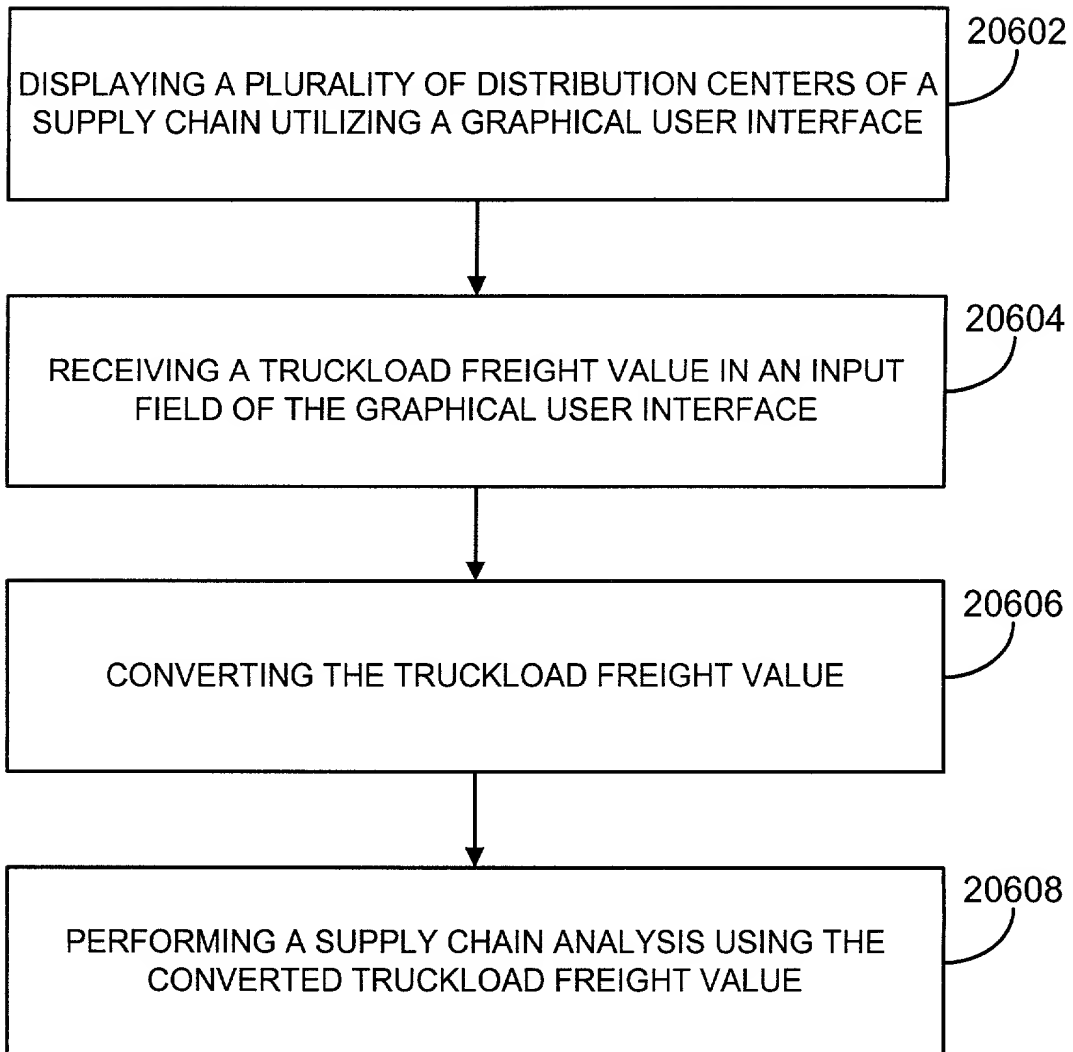 20602
DISPLAYING A PLURALITY OF DISTRIBUTION CENTERS OF A
SUPPLY CHAIN UTILIZING A GRAPHICAL USER INTERFACE
20604
RECEIVING A TRUCKLOAD FREIGHT VALUE IN AN INPUT
FIELD OF THE GRAPHICAL USER INTERFACE
20606
CONVERTING THE TRUCKLOAD FREIGHT VALUE
20608
PERFORMING A SUPPLY CHAIN ANALYSIS USING THE
CONVERTED TRUCKLOAD FREIGHT VALUE